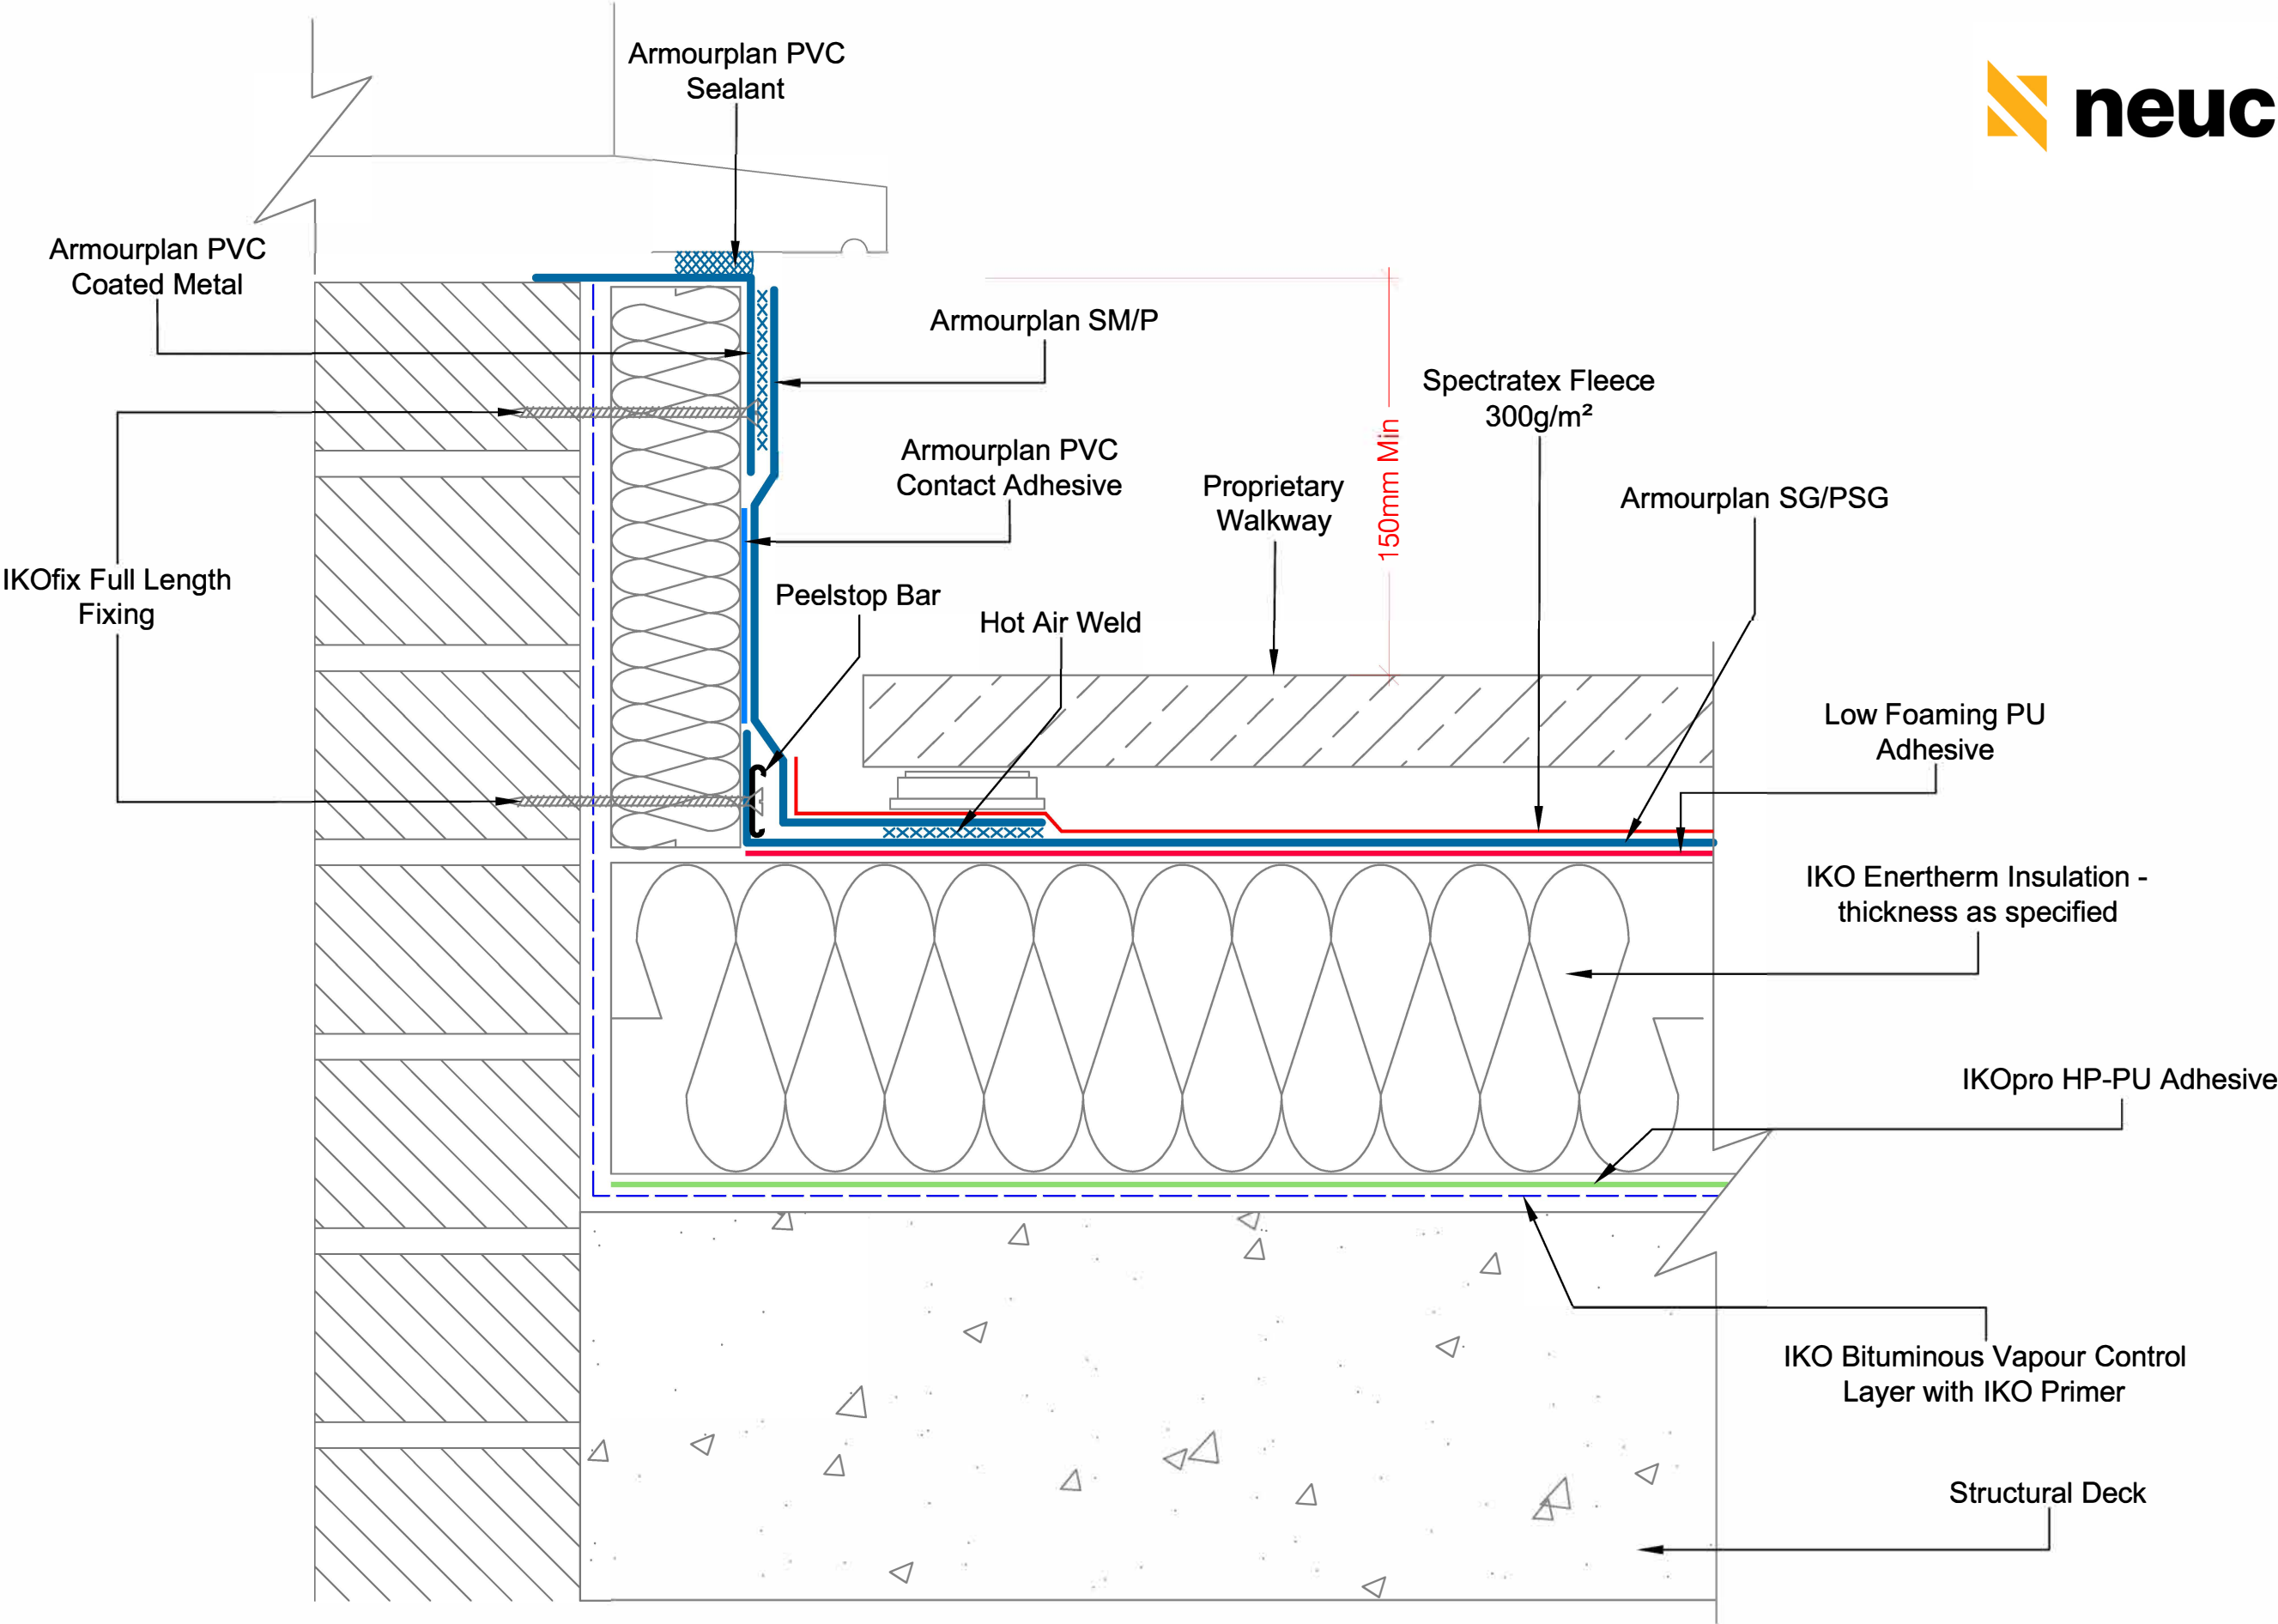 Armourplan PVC
Sealant
neuc
Armourplan PVC
Coated Metal
Armourplan SM/P
Spectratex Fleece
300g/m²
Armourplan PVC
Contact Adhesive
150mm Min
Proprietary
Walkway
Armourplan SG/PSG
IKOfix Full Length
Fixing
Peelstop Bar
Hot Air Weld
Low Foaming PU
Adhesive
IKO Enertherm Insulation -
thickness as specified
IKOpro HP-PU Adhesive
IKO Bituminous Vapour Control
Layer with IKO Primer
Structural Deck